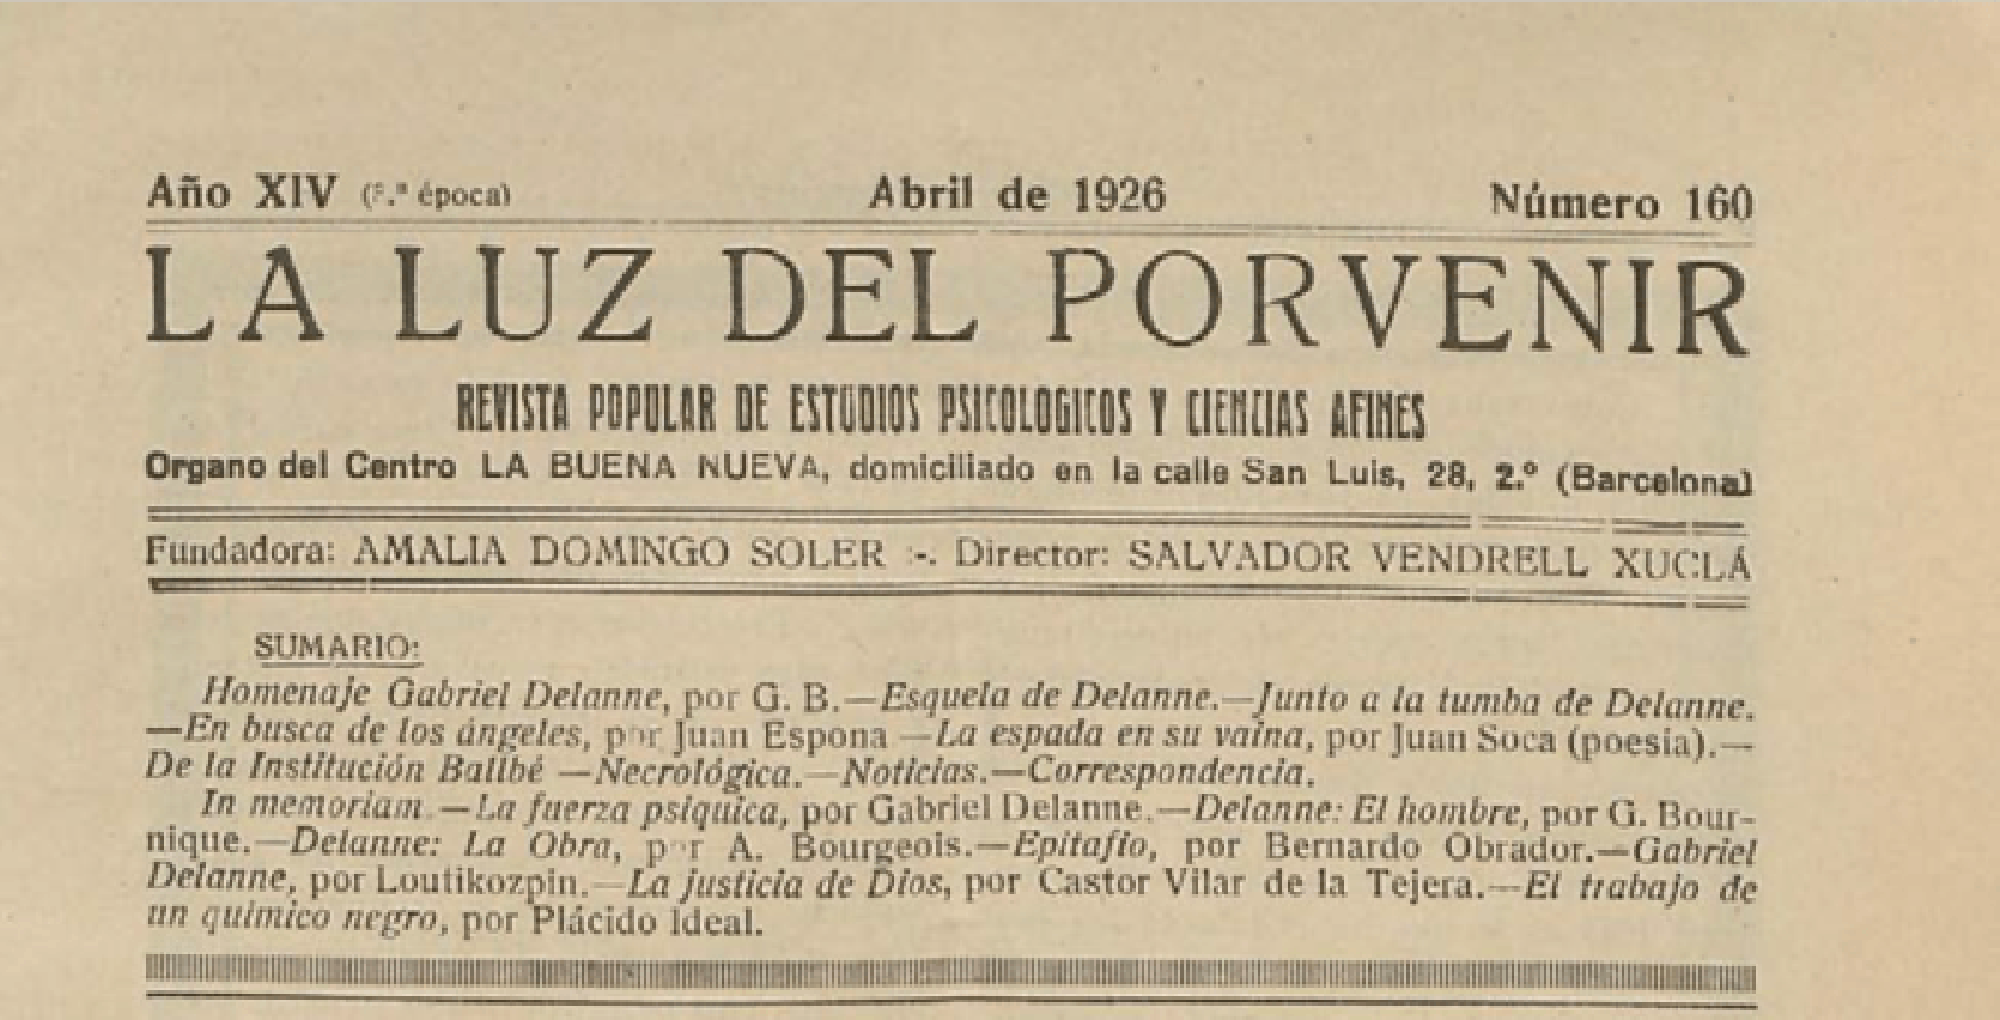 Año XIV (ª época) Abril de 1926 Número 160
LA LUZ DEL PORVENIR
REVISTA POPULAR DE ESTUDIOS PSICOLOGICOS Y CIENCIAS AFINES
Organo del Centro LA BUENA NUEVA, domiciliado en la calle San Luis, 28, 2.º (Barcelona)
Fundadora: AMALIA DOMINGO SOLER :-. Director: SALVADOR VENDRELL XUCLÁ
SUMARIO:
Homenaje Gabriel Delanne, por G. B.—Esquela de Delanne.—Junto a la tumba de Delanne.
—En busca de los ángeles, por Juan Espona —La espada en su vaina, por Juan Soca (poesía).—
De la Institución Ballbé —Necrológica.—Noticias.—Correspondencia.
In memoriam.—La fuerza psíquica, por Gabriel Delanne.—Delanne: El hombre, por G. Bour-
nique.—Delanne: La Obra, por A. Bourgeois.—Epitafio, por Bernardo Obrador.—Gabriel
Delanne, por Loutikozpin.—La justicia de Dios, por Castor Vilar de la Tejera.—El trabajo de
un químico negro, por Plácido Ideal.